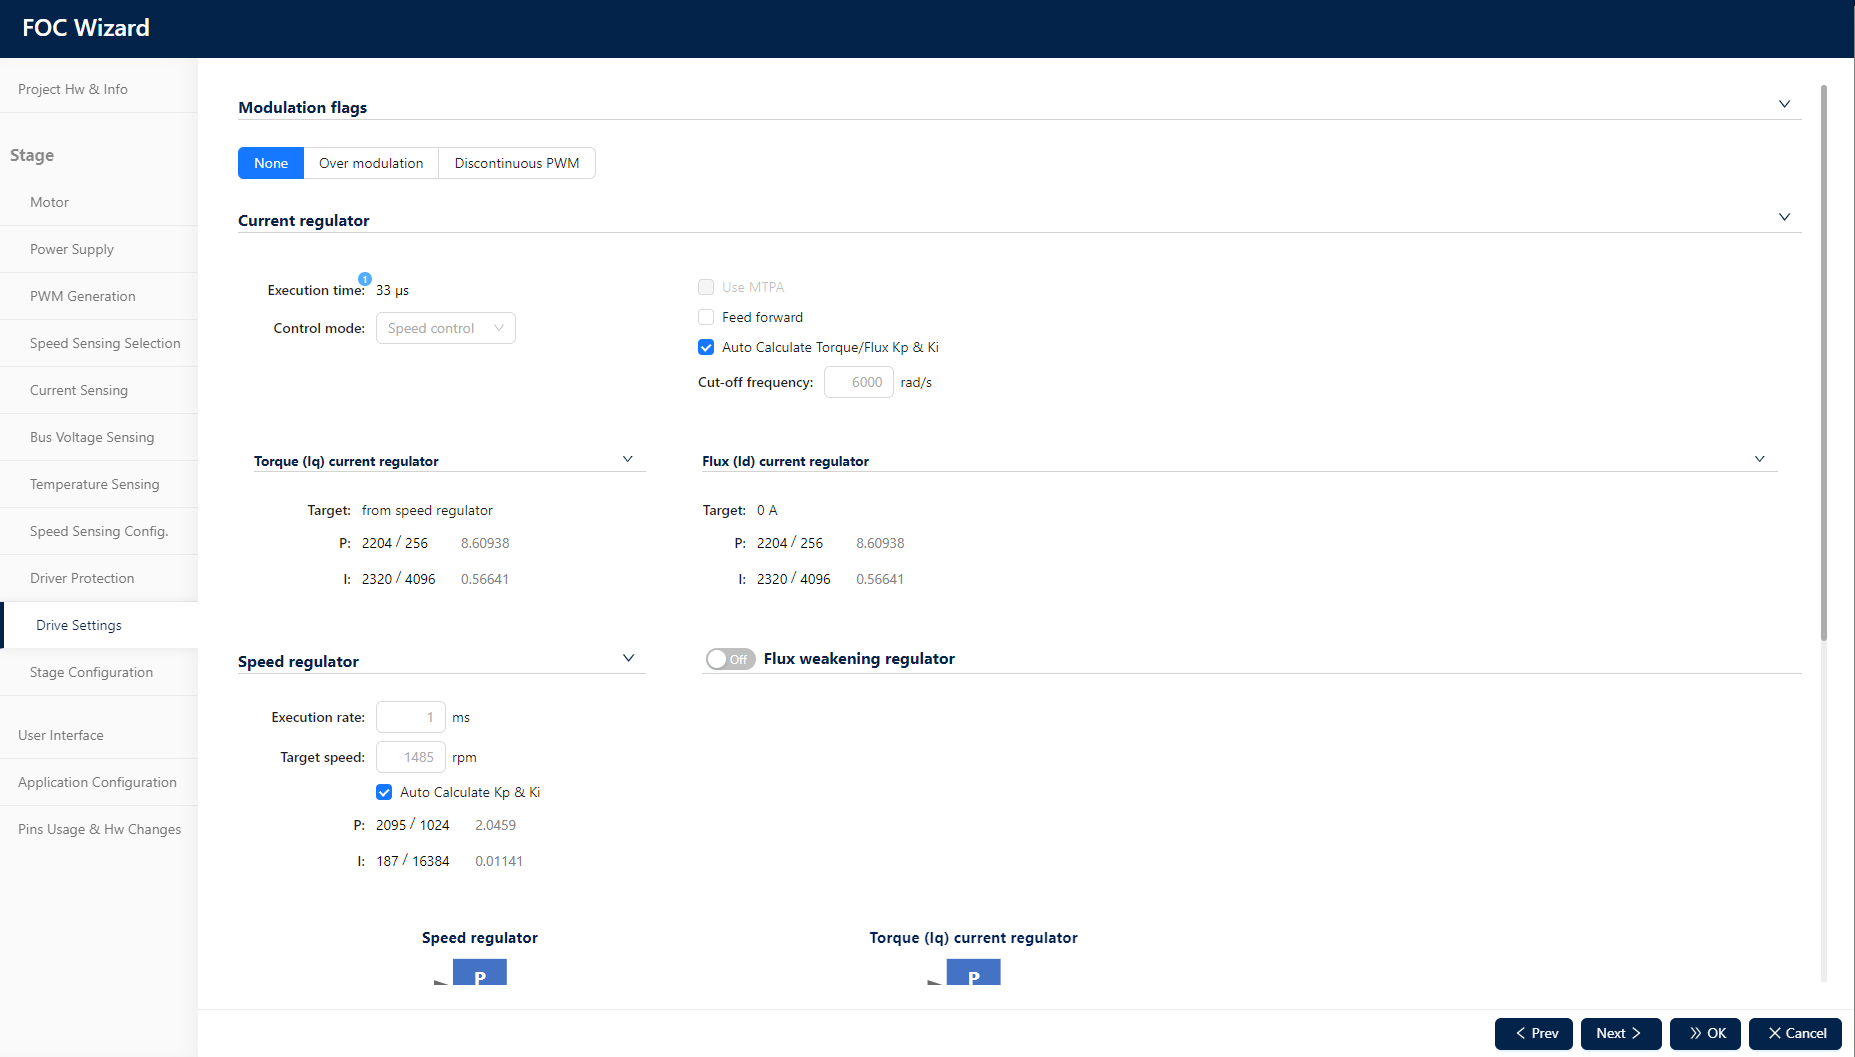 FOC Wizard
Project Hw & Info
Stage
Motor
Power Supply
PWM Generation
Speed Sensing Selection
Current Sensing
Bus Voltage Sensing
Temperature Sensing
Speed Sensing Config.
Driver Protection
Drive Settings
Stage Configuration
User Interface
Application Configuration
Pins Usage & Hw Changes
Modulation flags
None Over modulation Discontinuous PWM
Current regulator
Execution time: 1 33 µs
Control mode: Speed control
Use MTPA
Feed forward
Auto Calculate Torque/Flux Kp & Ki
Cut-off frequency: 6000 rad/s
Torque (Iq) current regulator
Target: from speed regulator
P: 2204 / 256 8.60938
I: 2320 / 4096 0.56641
Flux (Id) current regulator
Target: 0 A
P: 2204 / 256 8.60938
I: 2320 / 4096 0.56641
Speed regulator
Execution rate: 1 ms
Target speed: 1485 rpm
Auto Calculate Kp & Ki
P: 2095 / 1024 2.0459
I: 187 / 16384 0.01141
Off Flux weakening regulator
Speed regulator
P
Torque (Iq) current regulator
P
Prev Next OK Cancel